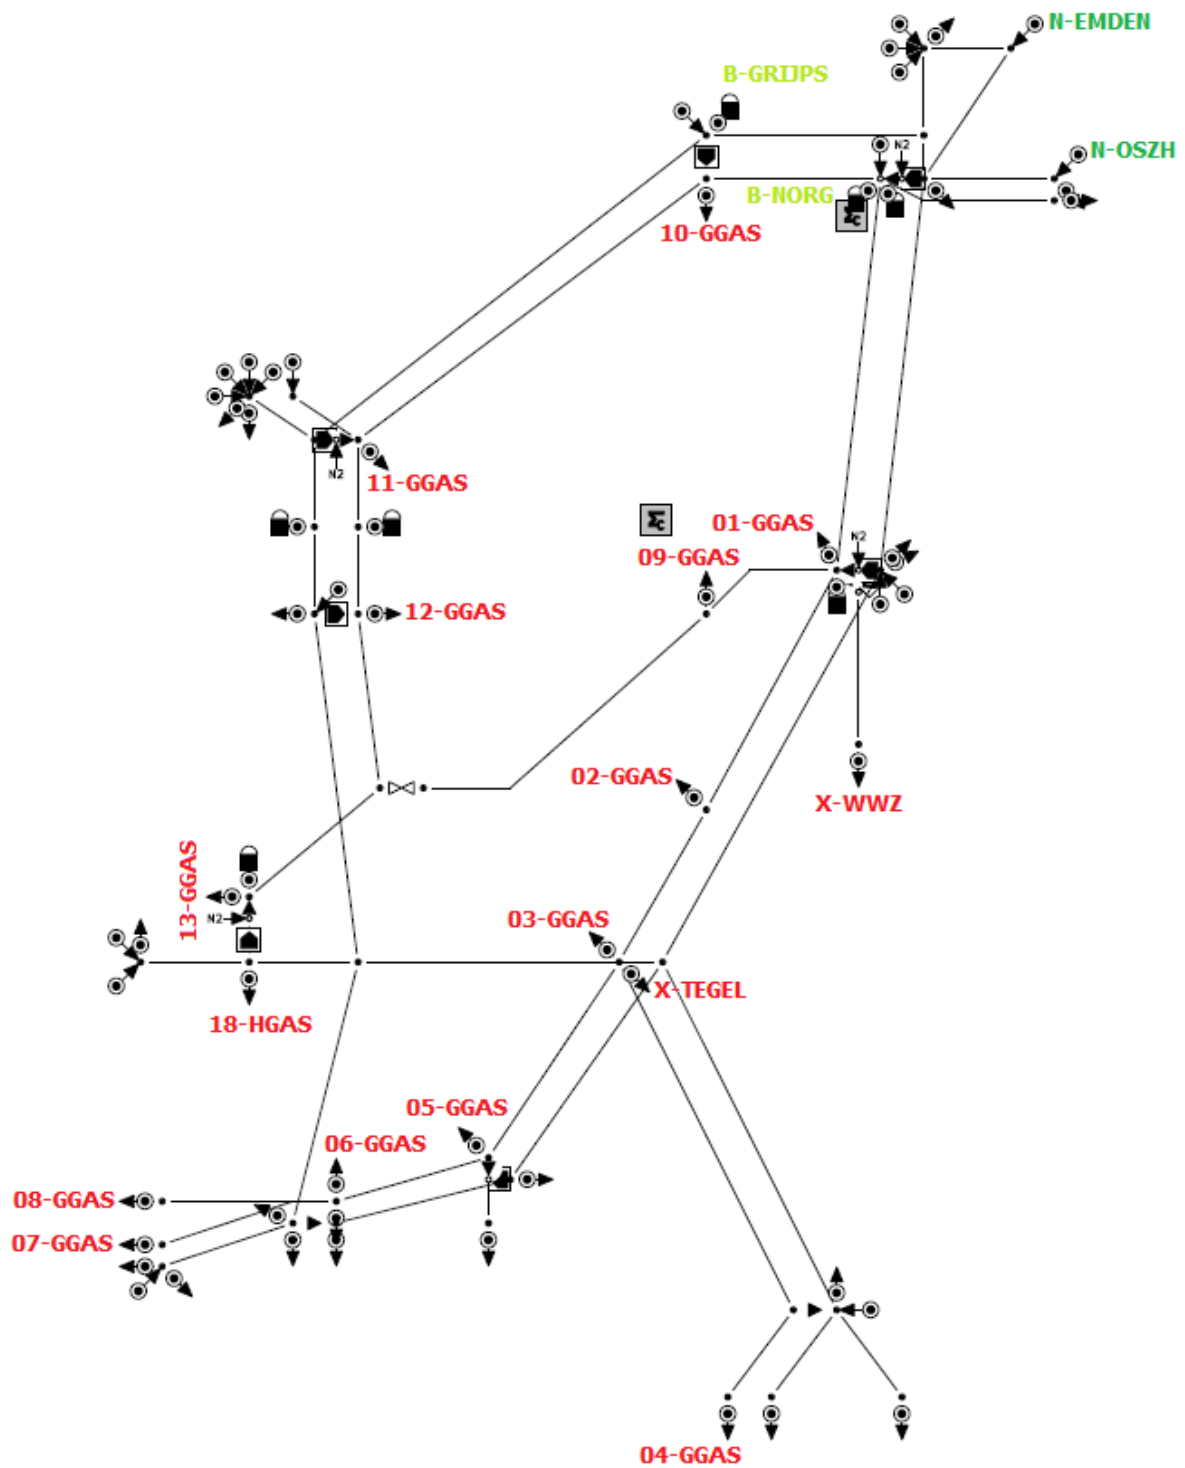 N-EMDEN
B-GRIJPS
N2
N-OSZH
B-NORG
Σc
10-GGAS
N2
11-GGAS
Σc
01-GGAS
N2
09-GGAS
12-GGAS
02-GGAS
X-WWZ
13-GGAS
N2
03-GGAS
X-TEGEL
18-HGAS
05-GGAS
06-GGAS
08-GGAS
07-GGAS
04-GGAS